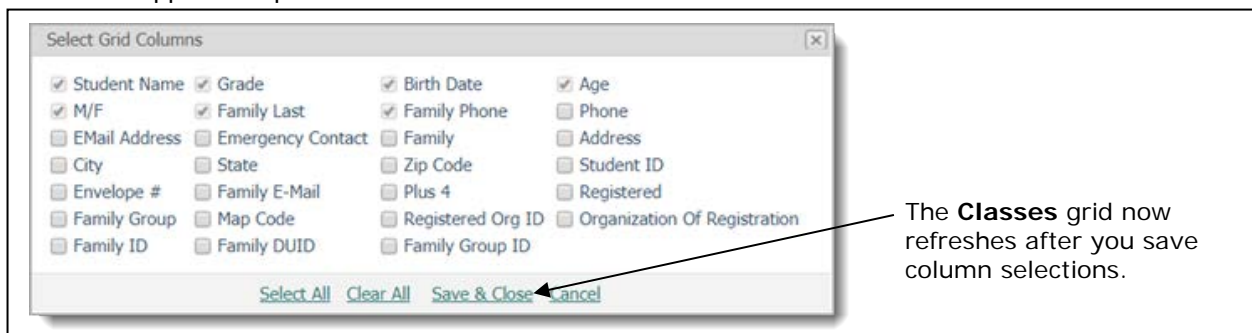 Select Grid Columns
Student Name Grade Birth Date Age
M/F Family Last Family Phone Phone
EMail Address Emergency Contact Family Address
City State Zip Code Student ID
Envelope # Family E-Mail Plus 4 Registered
Family Group Map Code Registered Org ID Organization Of Registration
Family ID Family DUID Family Group ID
Select All Clear All Save & Close Cancel
The Classes grid now
refreshes after you save
column selections.